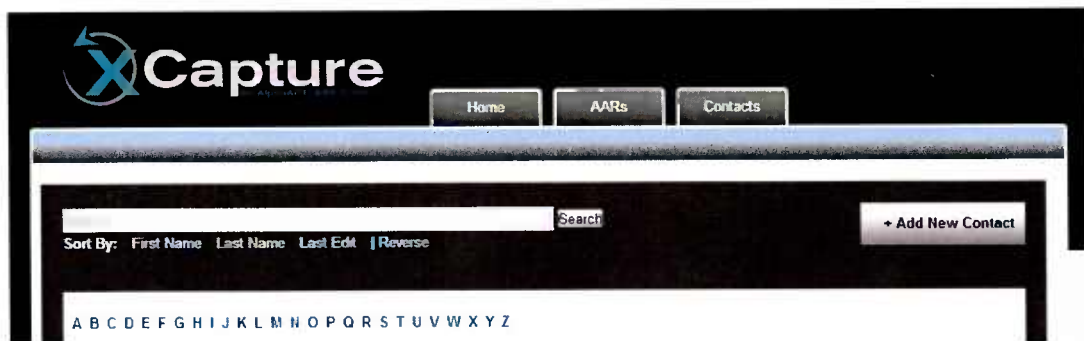 XCapture
Home AARs Contacts
Search
+ Add New Contact
Sort By: First Name Last Name Last Edit | Reverse
A B C D E F G H I J K L M N O P Q R S T U V W X Y Z